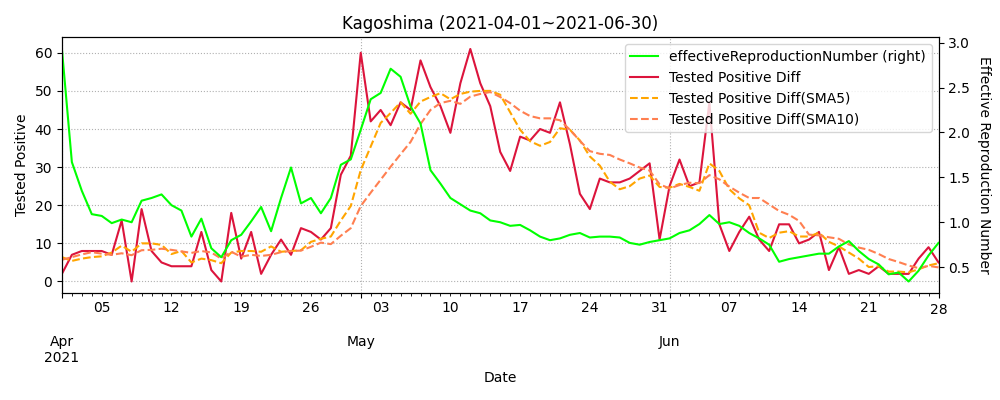 Kagoshima (2021-04-01~2021-06-30)
effectiveReproductionNumber (right)
Tested Positive Diff
Tested Positive Diff(SMA5)
Tested Positive Diff(SMA10)
Tested Positive
60
50
40
30
20
10
0
3.0
2.5
2.0
1.5
1.0
0.5
Effective Reproduction Number
05 12 19 26 03 10 17 24 31 07 14 21 28
Apr May Jun
2021
Date